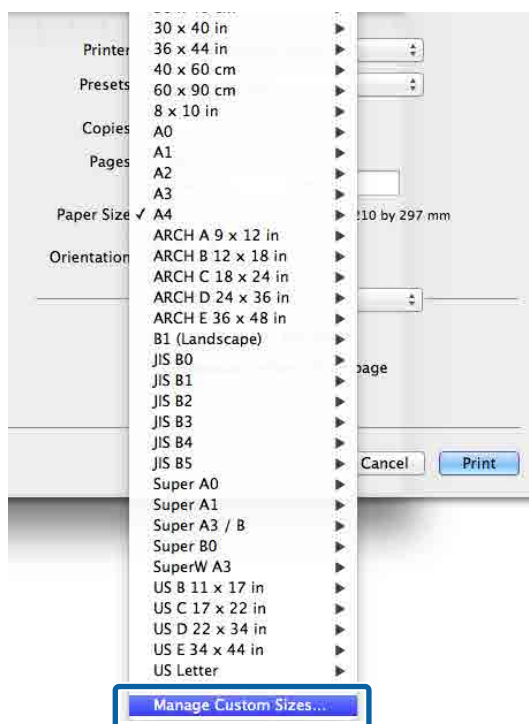 30 x 40 in
Printer
36 x 44 in
40 x 60 cm
Presets
60 x 90 cm
8 x 10 in
Copies
A0
A1
Pages
A2
A3
Paper Size ✓ A4 210 by 297 mm
ARCH A 9 x 12 in
Orientation
ARCH B 12 x 18 in
ARCH C 18 x 24 in
ARCH D 24 x 36 in
ARCH E 36 x 48 in
B1 (Landscape)
JIS B0
page
JIS B1
JIS B2
JIS B3
JIS B4
JIS B5
Cancel Print
Super A0
Super A1
Super A3 / B
Super B0
SuperW A3
US B 11 x 17 in
US C 17 x 22 in
US D 22 x 34 in
US E 34 x 44 in
US Letter
Manage Custom Sizes...